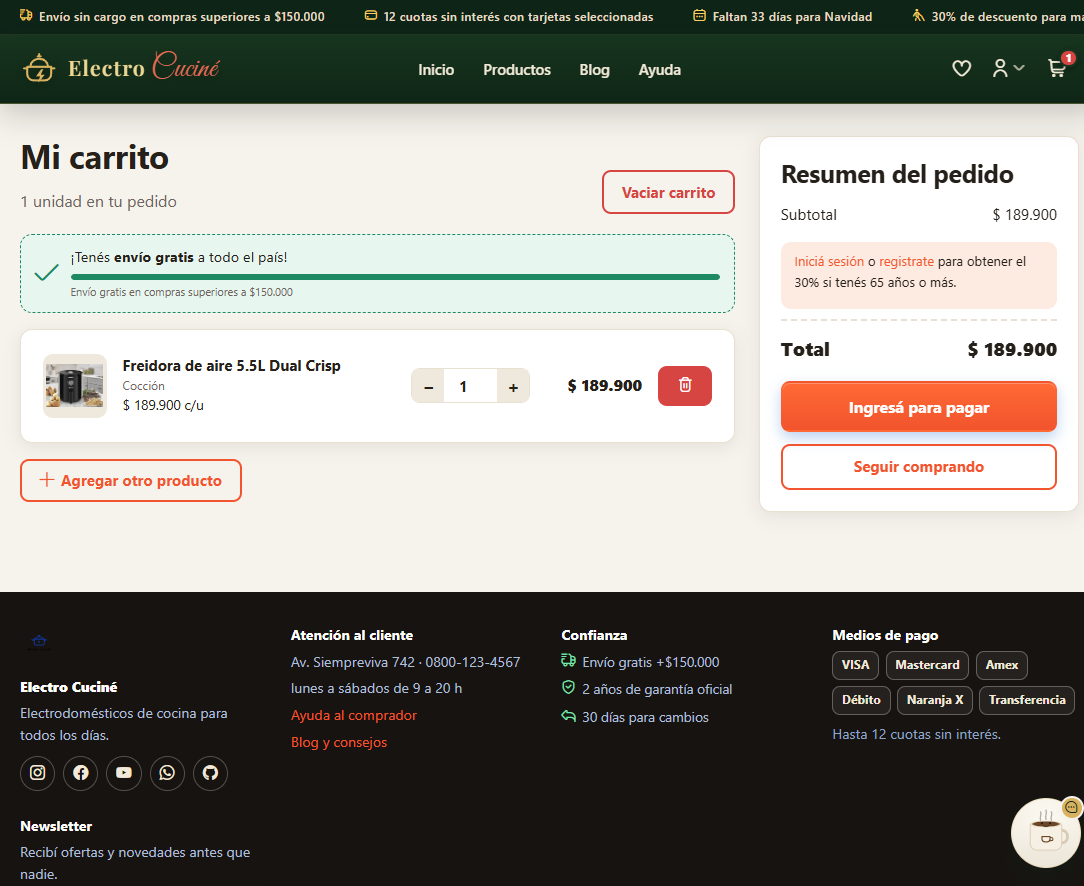 Envío sin cargo en compras superiores a $150.000
12 cuotas sin interés con tarjetas seleccionadas
Faltan 33 días para Navidad
30% de descuento para
Electro Cuciné
Inicio
Productos
Blog
Ayuda
1
Mi carrito
1 unidad en tu pedido
Vaciar carrito
¡Tenés envío gratis a todo el país!
Envío gratis en compras superiores a $150.000
Freidora de aire 5.5L Dual Crisp
Cocción
$ 189.900 c/u
− 1 +
$ 189.900
Agregar otro producto
Resumen del pedido
Subtotal $ 189.900
Iniciá sesión o registrate para obtener el
30% si tenés 65 años o más.
Total $ 189.900
Ingresá para pagar
Seguir comprando
Electro Cuciné
Electrodomésticos de cocina para
todos los días.
Newsletter
Recibí ofertas y novedades antes que
nadie.
Atención al cliente
Av. Siempreviva 742 · 0800-123-4567
lunes a sábados de 9 a 20 h
Ayuda al comprador
Blog y consejos
Confianza
Envío gratis +$150.000
2 años de garantía oficial
30 días para cambios
Medios de pago
VISA
Mastercard
Amex
Débito
Naranja X
Transferencia
Hasta 12 cuotas sin interés.